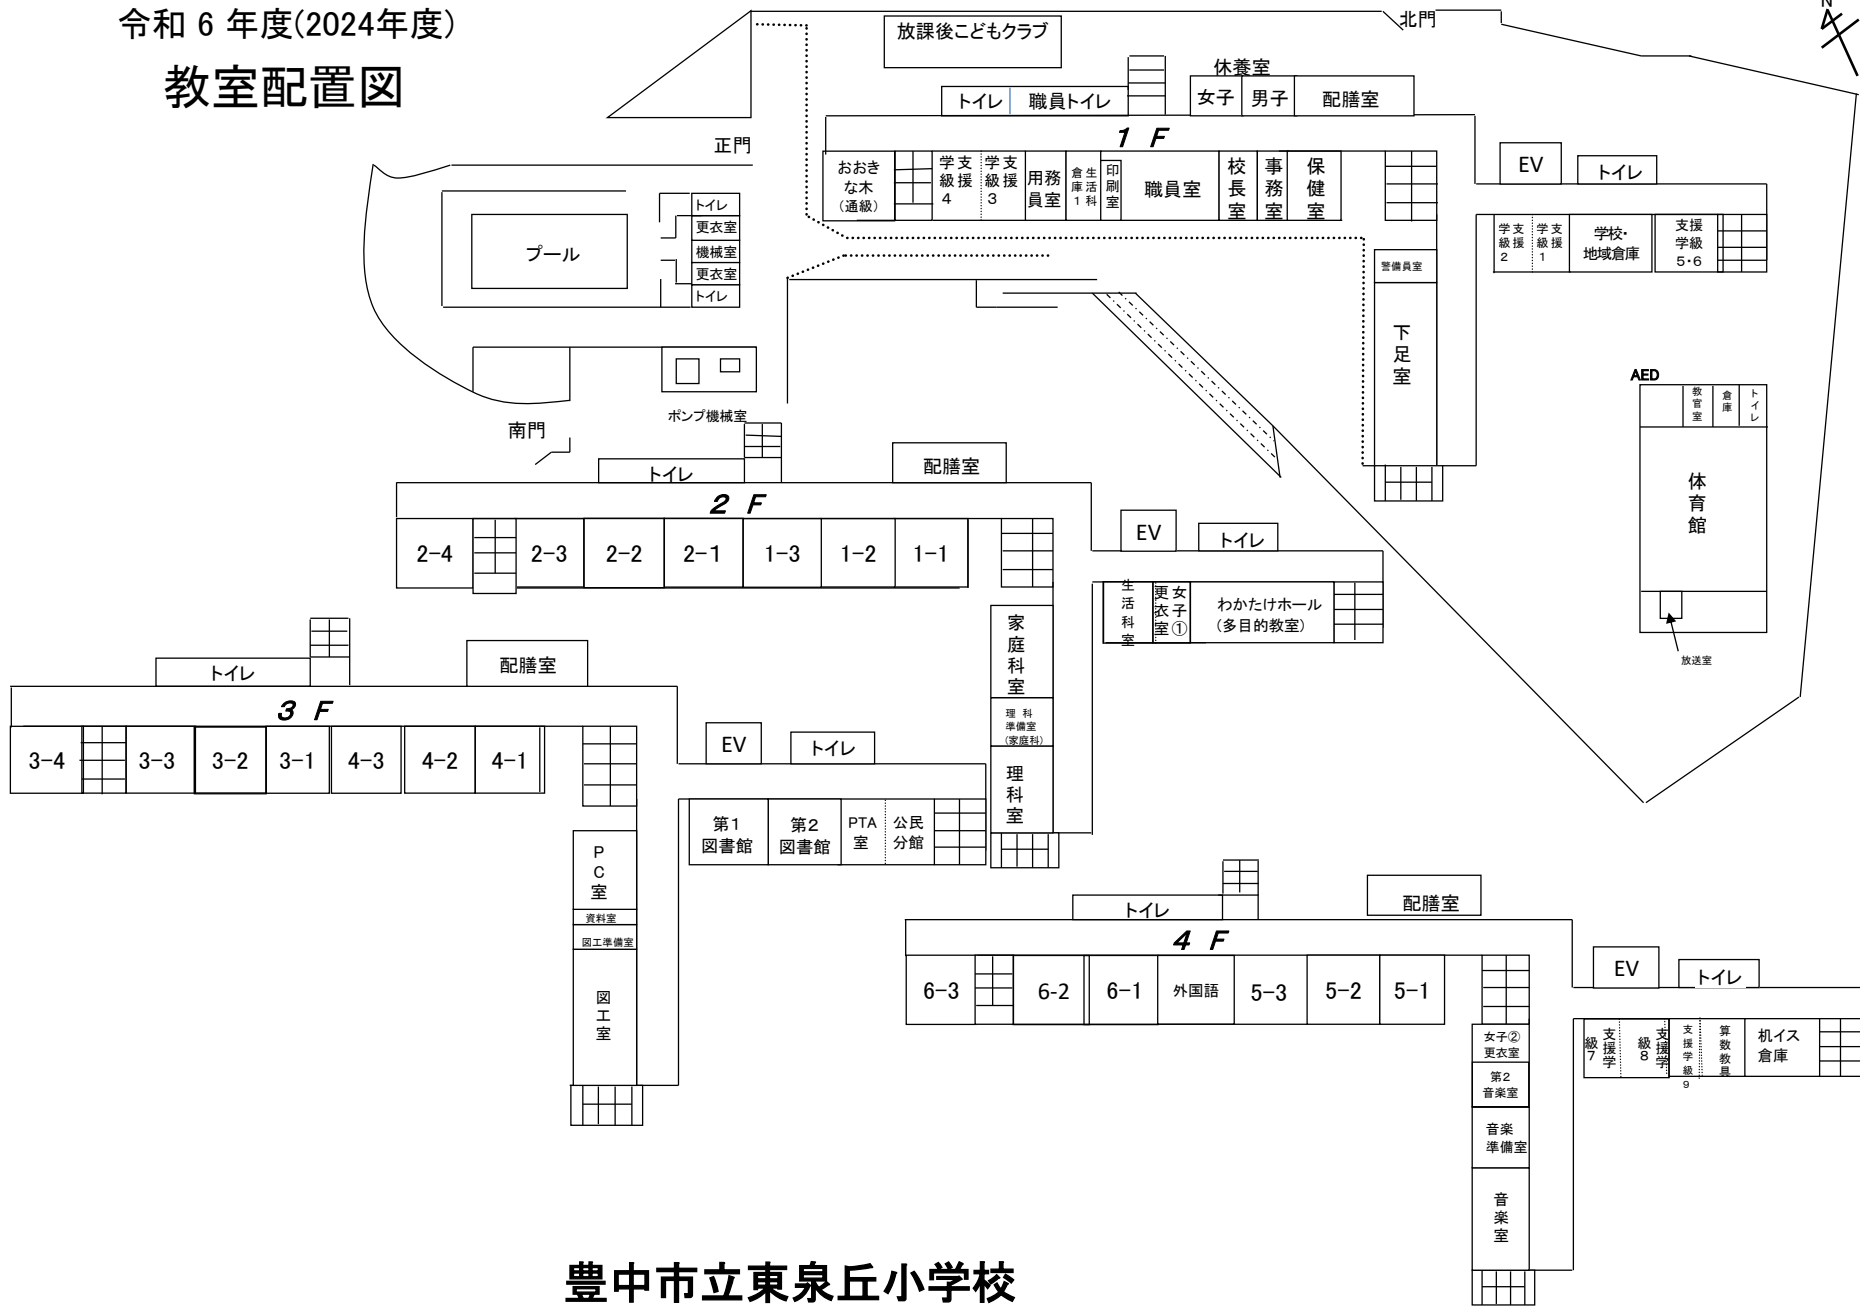 令和 6 年度(2024年度)
教室配置図
N
北門
放課後こどもクラブ
休養室
トイレ
職員トイレ
女子
男子
配膳室
1 F
正門
おおき
な木
(通級)
支援
学級
4
支援
学級
3
用務
員室
生活科
倉庫1
印刷室
職員室
校長室
事務室
保健室
EV
トイレ
支援
学級
2
支援
学級
1
学校・
地域倉庫
支援
学級
5・6
プール
トイレ
更衣室
機械室
更衣室
トイレ
警備員室
下足室
AED
教官室
倉庫
トイレ
体育館
放送室
ポンプ機械室
南門
トイレ
配膳室
2 F
2-4
2-3
2-2
2-1
1-3
1-2
1-1
EV
トイレ
生活科室
女子①
更衣室
わかたけホール
(多目的教室)
家庭科室
理 科
準備室
(家庭科)
理科室
トイレ
配膳室
3 F
3-4
3-3
3-2
3-1
4-3
4-2
4-1
EV
トイレ
第1
図書館
第2
図書館
PTA
室
公民
分館
PC室
資料室
図工準備室
図工室
トイレ
配膳室
4 F
6-3
6-2
6-1
外国語
5-3
5-2
5-1
EV
トイレ
支援学
級7
支援学
級8
支援学級9
算数教具
机イス
倉庫
女子②
更衣室
第2
音楽室
音楽
準備室
音楽室
豊中市立東泉丘小学校